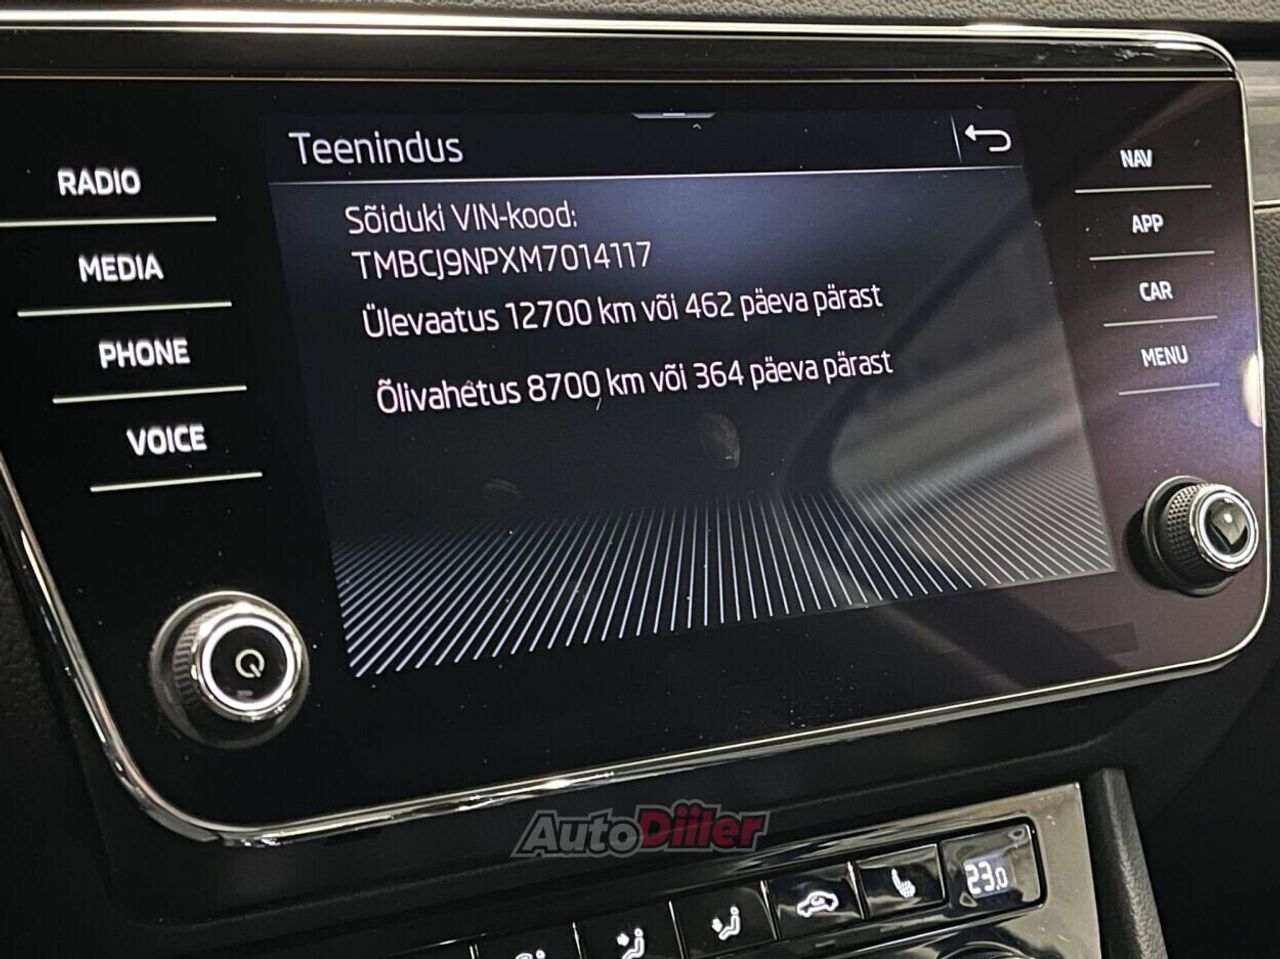 Teenindus
Sõiduki VIN-kood:
TMBCJ9NPXM7014117
Ülevaatus 12700 km või 462 päeva pärast
Õlivahetus 8700 km või 364 päeva pärast
RADIO
MEDIA
PHONE
VOICE
NAV
APP
CAR
MENU
AutoDiiler
23.0